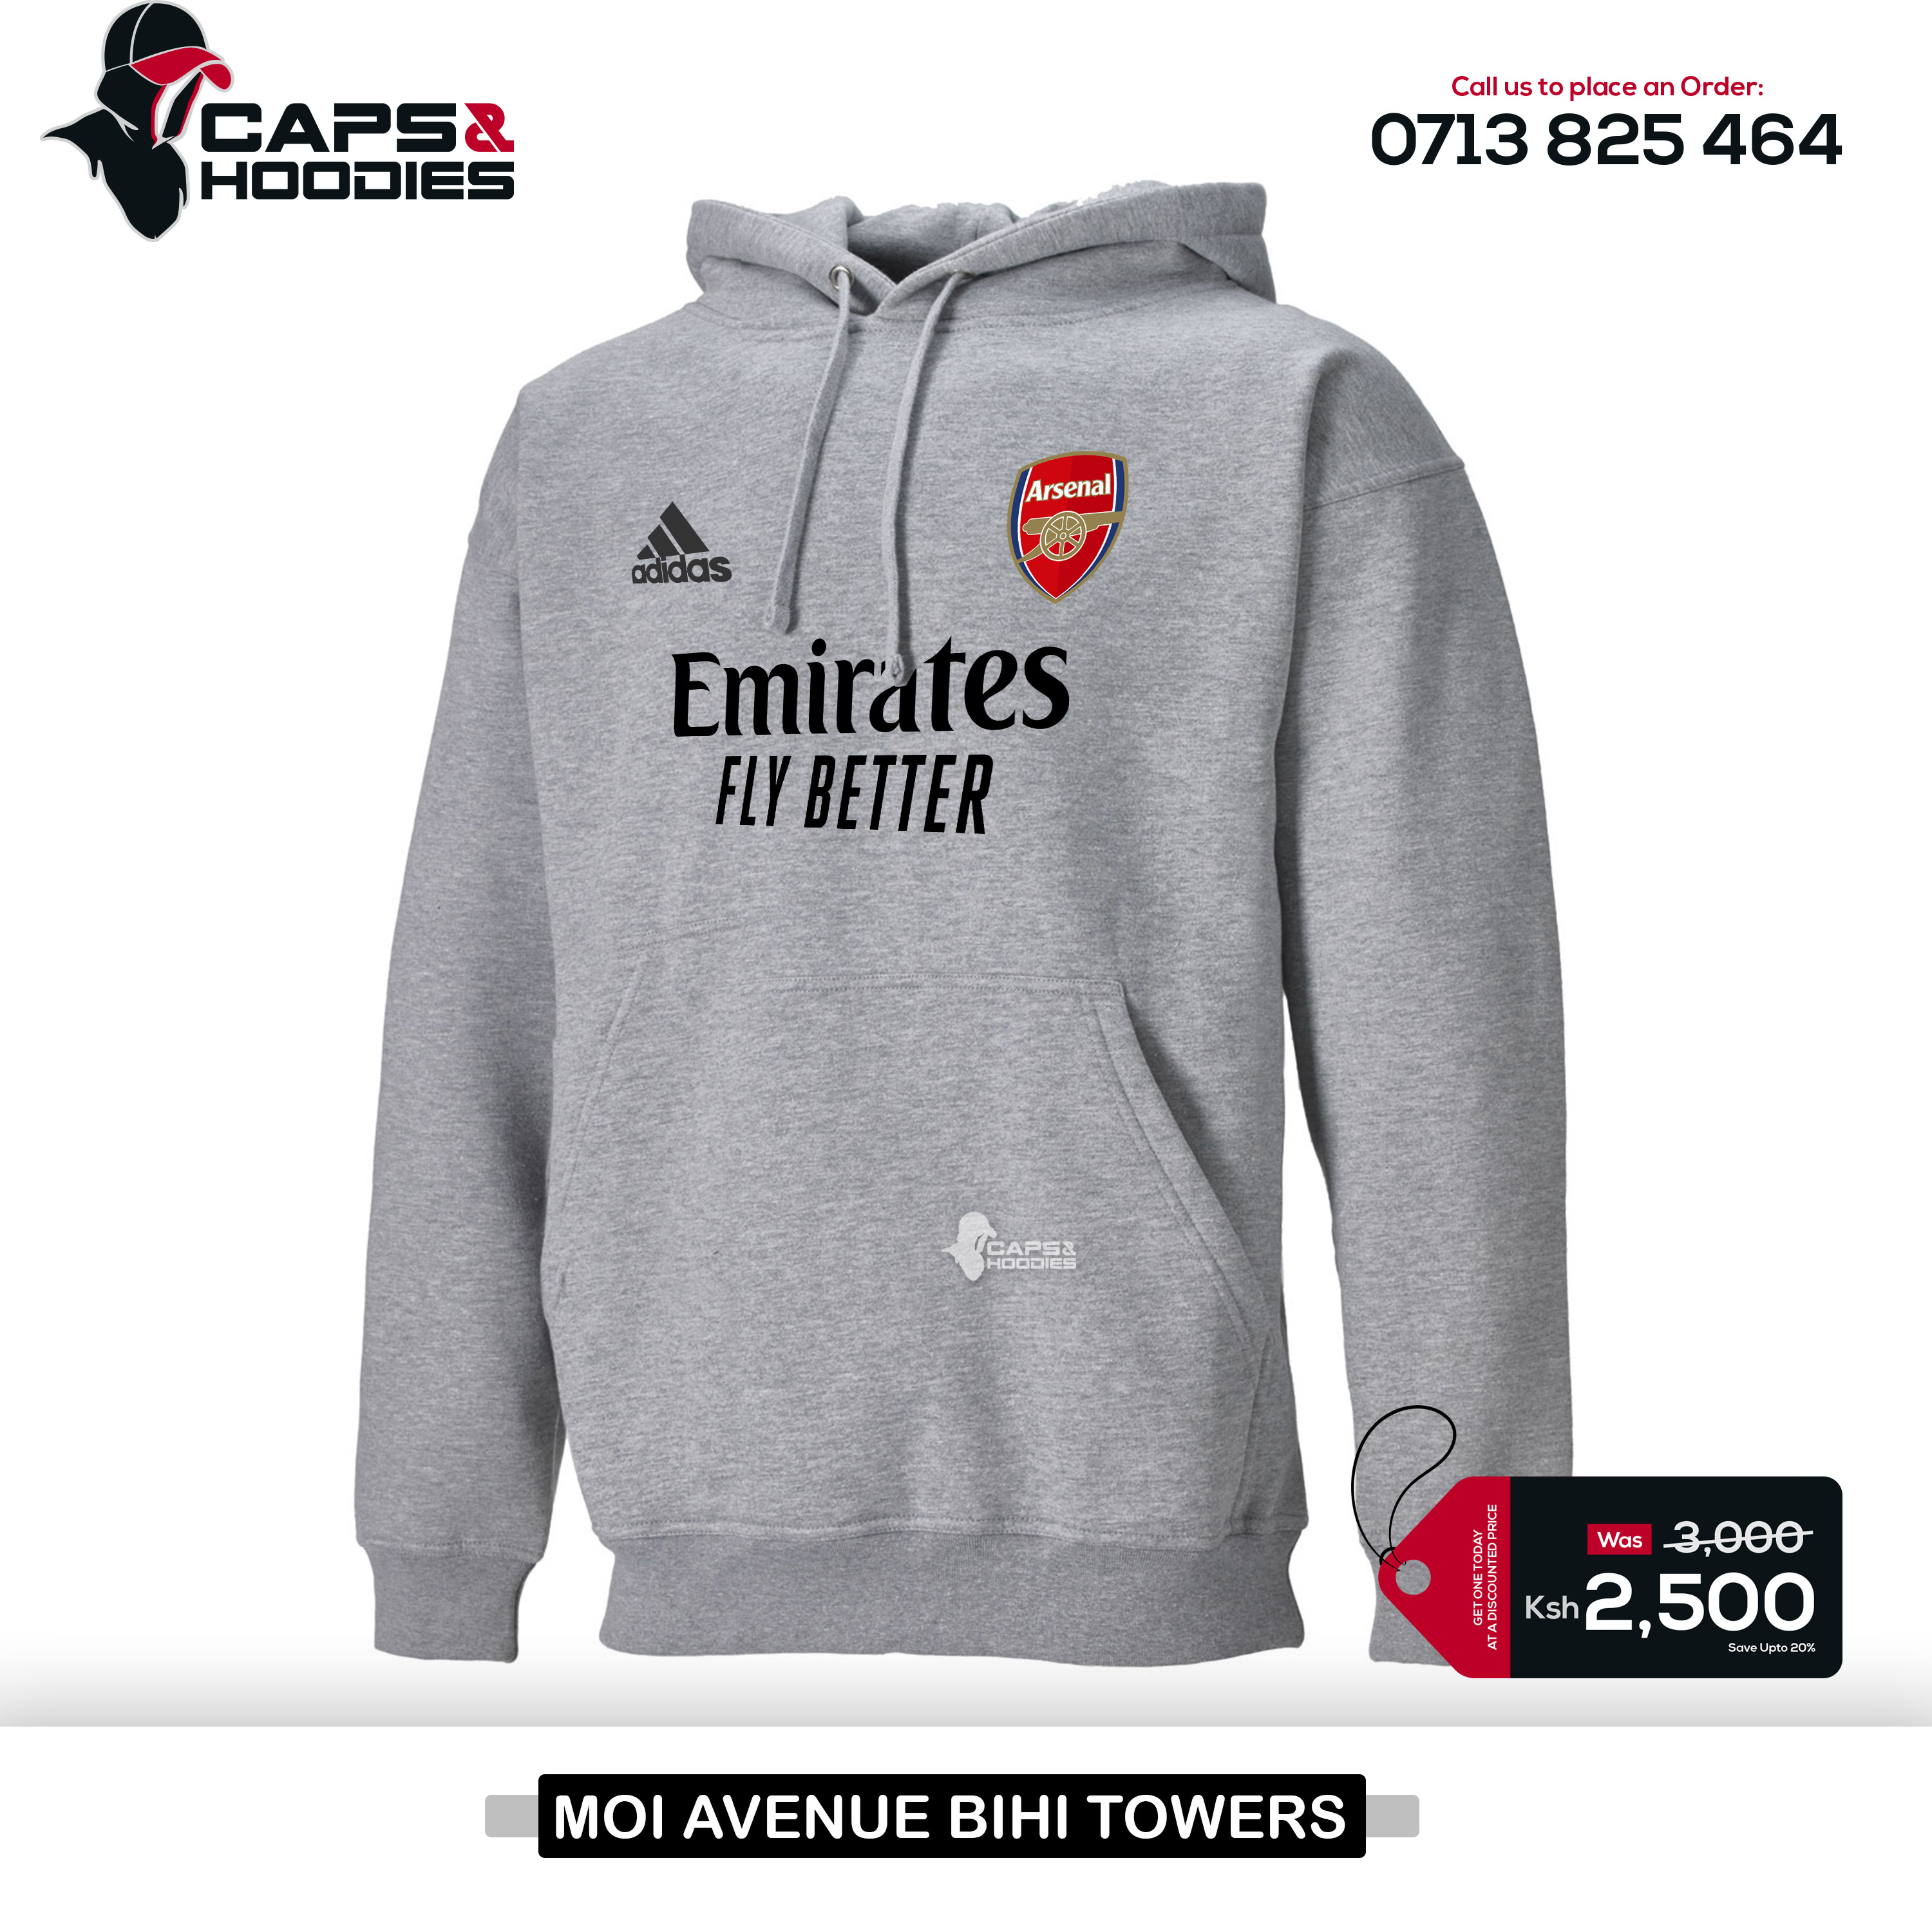 CAPS&
HOODIES
Call us to place an Order:
0713 825 464
adidas
Arsenal
Emirates
FLY BETTER
CAPS&
HOODIES
GET ONE TODAY
AT A DISCOUNTED PRICE
Was 3,000
Ksh 2,500
Save Upto 20%
MOI AVENUE BIHI TOWERS